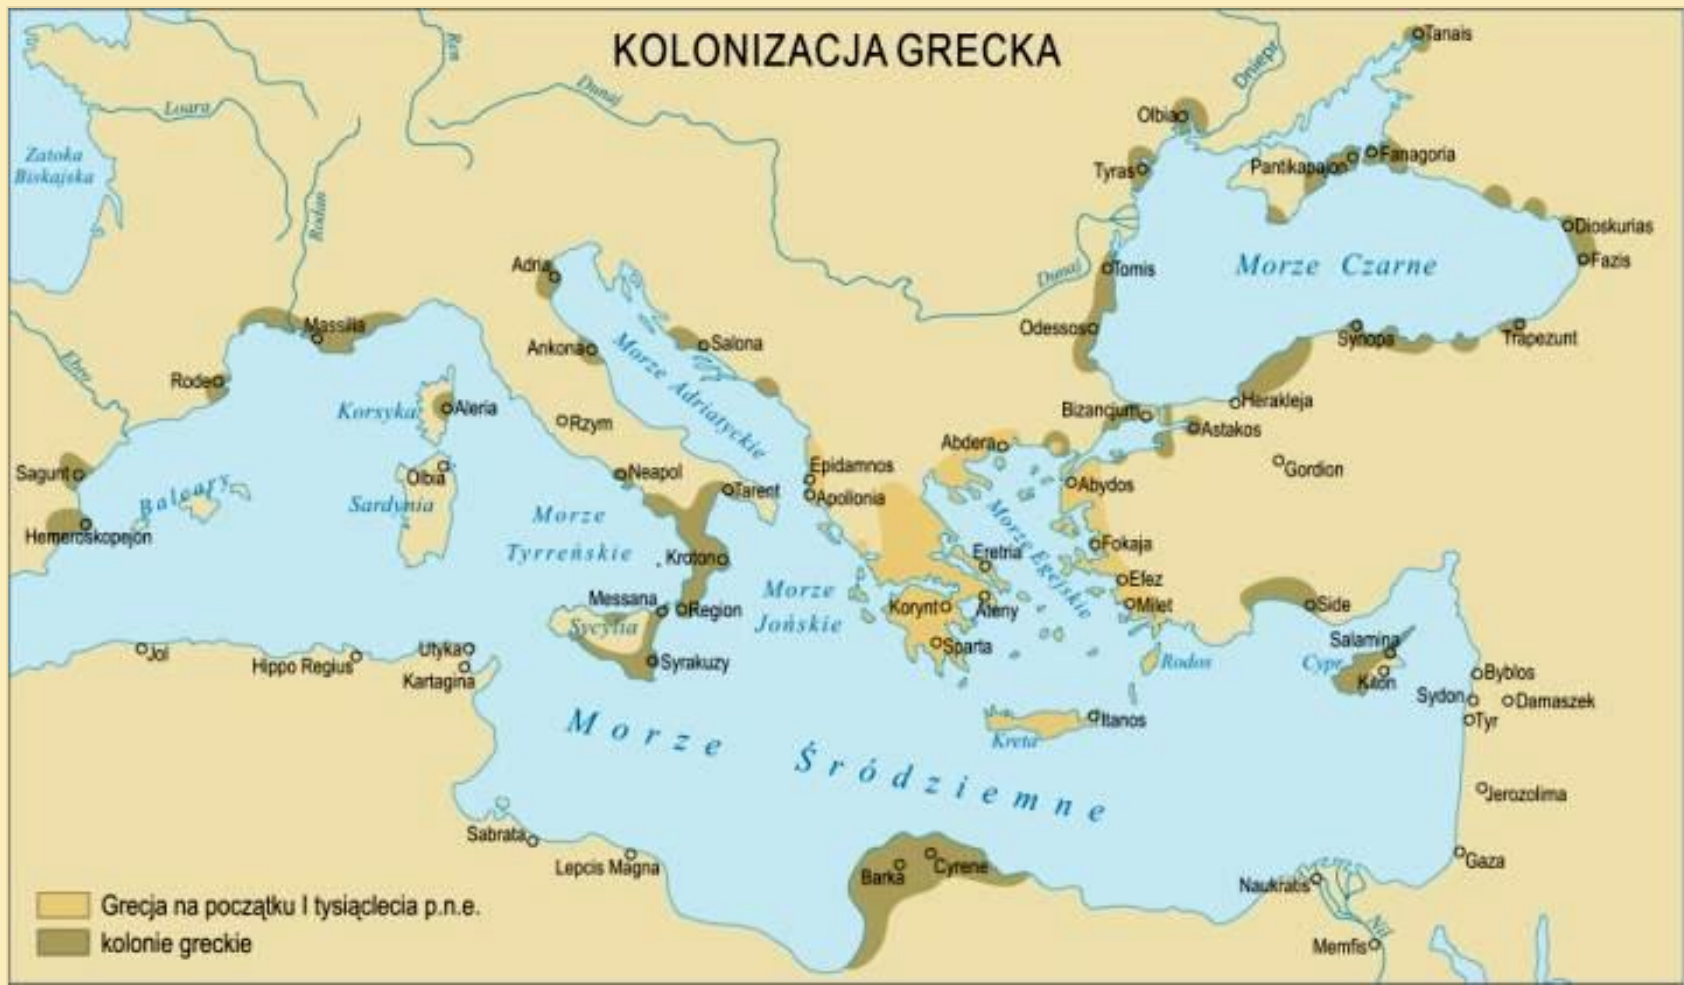 KOLONIZACJA GRECKA
Tanais
Ren
Dunaj
Dniepr
Loara
Olbia
Zatoka
Biskajska
Tyras
Pantikapajon
Fanagoria
Rodan
Dioskurias
Adria
Dunaj
Tomis
Morze Czarne
Fazis
Massilia
Odessos
Synopa
Trapezunt
Ankona
Salona
Morze Adriatyckie
Ebro
Rode
Korsyka
Aleria
Rzym
Bizancjum
Herakleja
Astakos
Abdera
Sagunt
Olbia
Neapol
Epidamnos
Gordion
Baleary
Sardynia
Tarent
Apollonia
Abydos
Hemeroskopejon
Morze
Tyrreńskie
Kroton
Morze Egejskie
Eretria
Fokaja
Efez
Messana
Region
Morze
Jońskie
Korynt
Ateny
Milet
Side
Sycylia
Sparta
Salamina
Jol
Hippo Regius
Utyka
Kartagina
Syrakuzy
Rodos
Cypr
Kition
Byblos
Sydon
Damaszek
Tyr
Itanos
Kreta
Morze Śródziemne
Jerozolima
Sabrata
Lepcis Magna
Barka
Cyrene
Gaza
Naukratis
Nil
Memfis
Grecja na początku I tysiąclecia p.n.e.
kolonie greckie